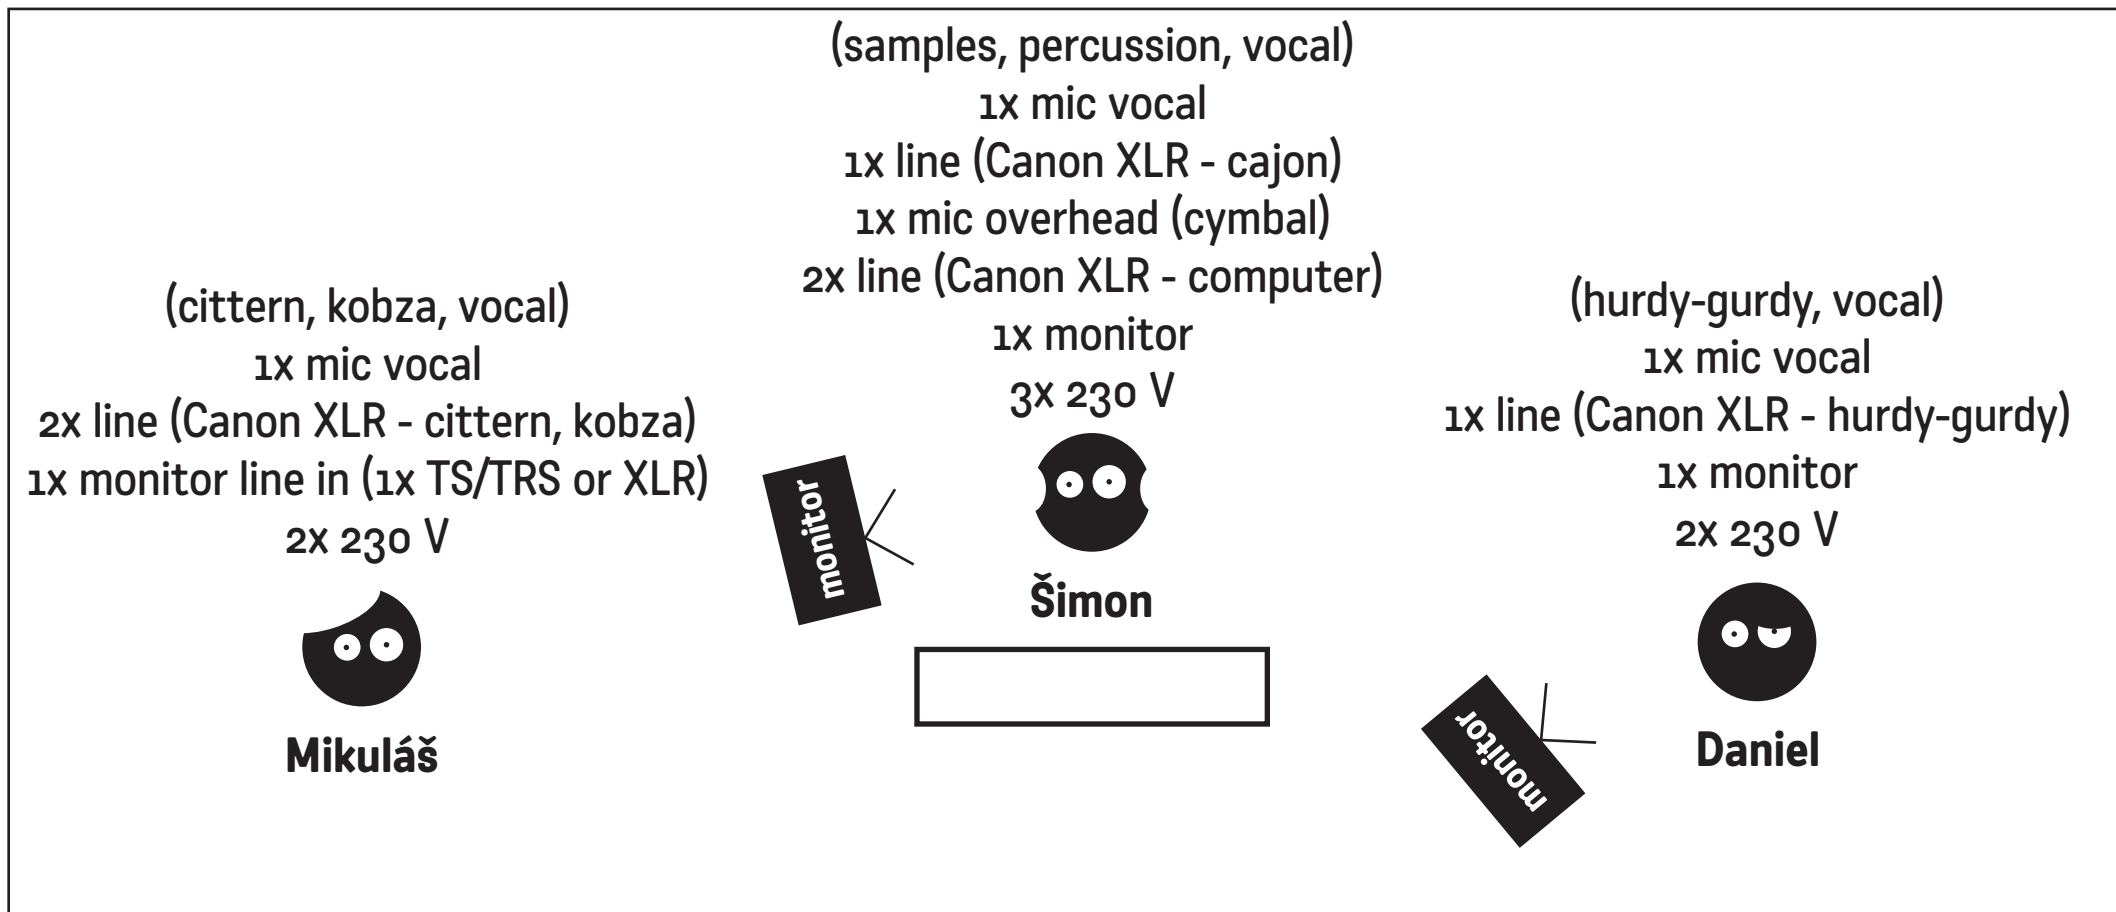 (samples, percussion, vocal)
1x mic vocal
1x line (Canon XLR - cajon)
1x mic overhead (cymbal)
2x line (Canon XLR - computer)
1x monitor
3x 230 V
monitor
Šimon
(cittern, kobza, vocal)
1x mic vocal
2x line (Canon XLR - cittern, kobza)
1x monitor line in (1x TS/TRS or XLR)
2x 230 V
Mikuláš
(hurdy-gurdy, vocal)
1x mic vocal
1x line (Canon XLR - hurdy-gurdy)
1x monitor
2x 230 V
monitor
Daniel